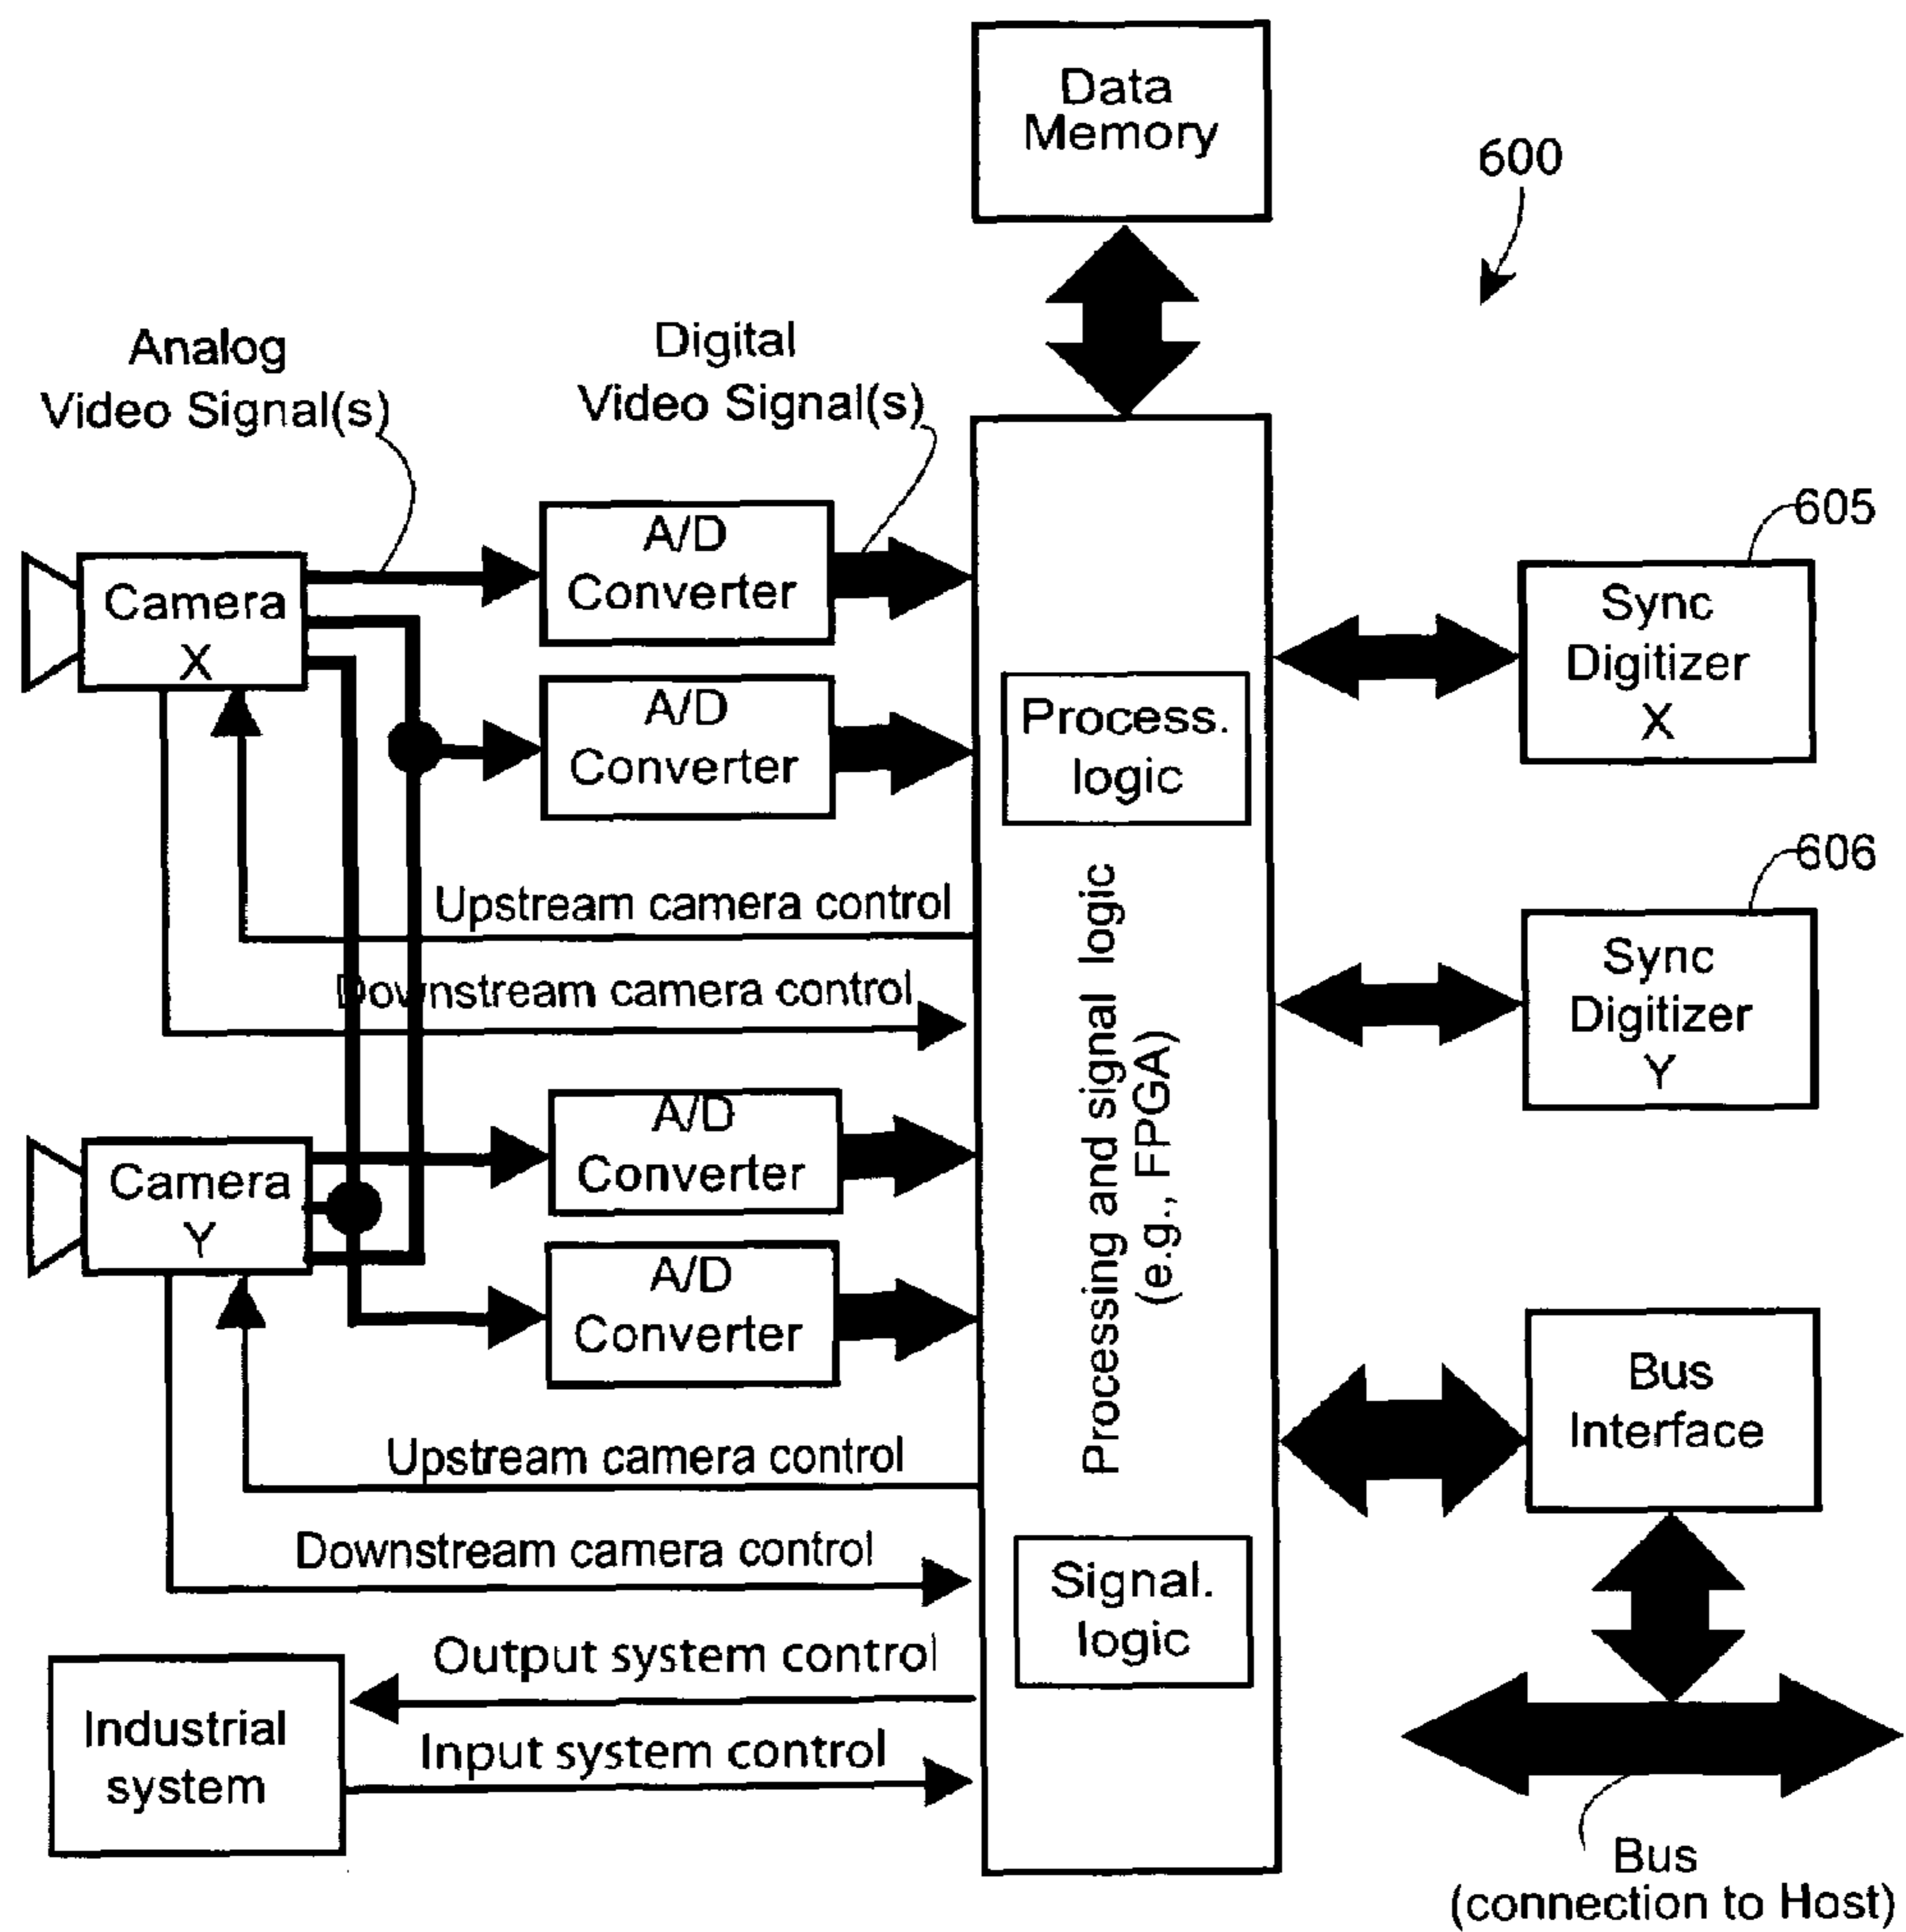 Data
Memory
600
Analog
Video Signal(s)
Digital
Video Signal(s)
A/D
Converter
605
Camera
X
Sync
Digitizer
X
A/D
Converter
Process.
logic
606
Upstream camera control
Sync
Digitizer
Y
Downstream camera control
Processing and signal logic
(e.g., FPGA)
A/D
Converter
Camera
Y
A/D
Converter
Bus
Interface
Upstream camera control
Downstream camera control
Signal.
logic
Output system control
Industrial
system
Input system control
Bus
(connection to Host)